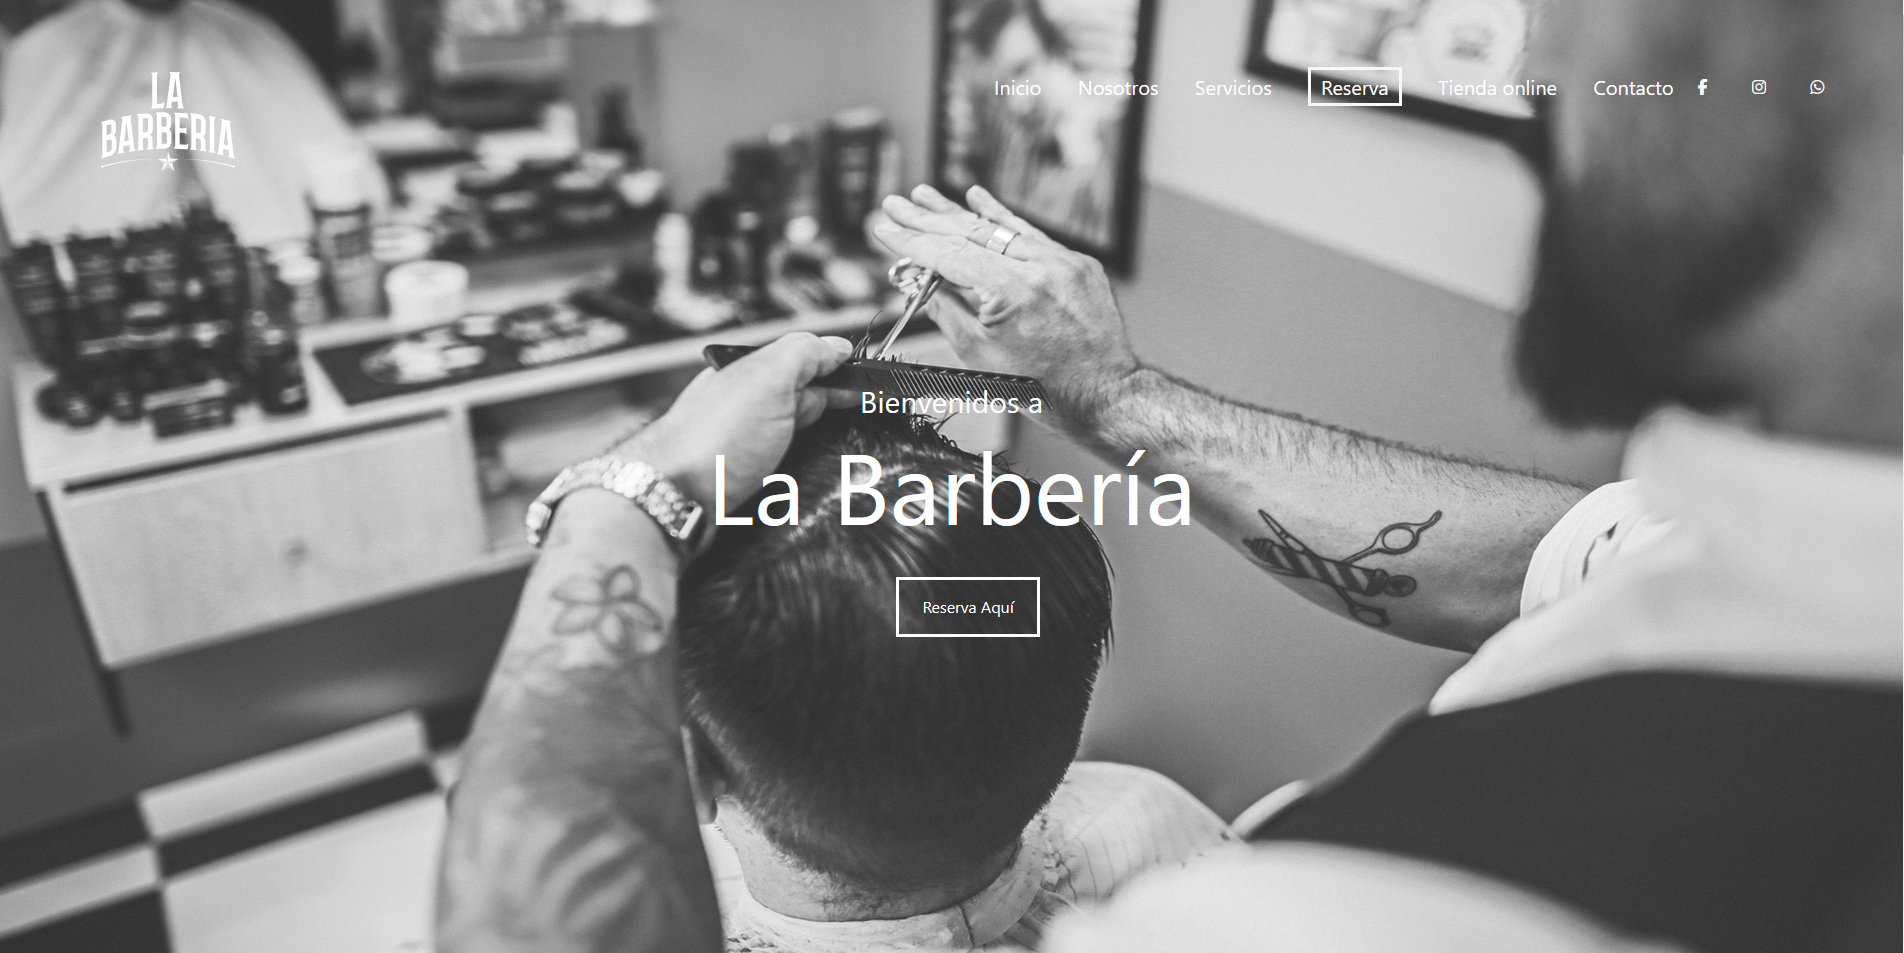 LA
BARBERIA
Inicio Nosotros Servicios Reserva Tienda online Contacto
Bienvenidos a
La Barbería
Reserva Aquí